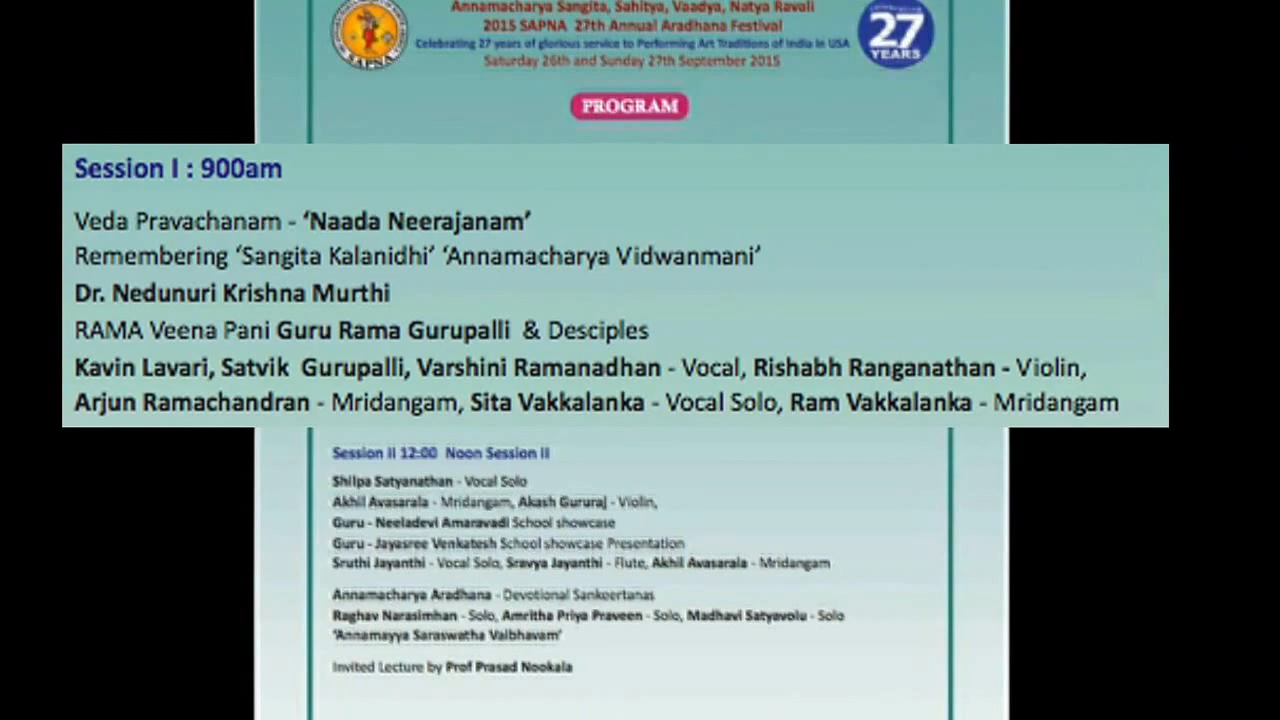 Annamacharya Sangita, Sahitya, Vaadya, Natya Ravali
2015 SAPNA 27th Annual Aradhana Festival
Celebrating 27 years of glorious service to Performing Art Traditions of India in USA
Saturday 26th and Sunday 27th September 2015
SAPNA
27
YEARS
PROGRAM
Session I : 900am
Veda Pravachanam - ‘Naada Neerajanam’
Remembering ‘Sangita Kalanidhi’ ‘Annamacharya Vidwanmani’
Dr. Nedunuri Krishna Murthi
RAMA Veena Pani Guru Rama Gurupalli & Desciples
Kavin Lavari, Satvik Gurupalli, Varshini Ramanadhan - Vocal, Rishabh Ranganathan - Violin,
Arjun Ramachandran - Mridangam, Sita Vakkalanka - Vocal Solo, Ram Vakkalanka - Mridangam
Session II 12:00 Noon Session II
Shilpa Satyanathan - Vocal Solo
Akhil Avasarala - Mridangam, Akash Gururaj - Violin,
Guru - Neeladevi Amaravadi School showcase
Guru - Jayasree Venkatesh School showcase Presentation
Sruthi Jayanthi - Vocal Solo, Sravya Jayanthi - Flute, Akhil Avasarala - Mridangam
Annamacharya Aradhana - Devotional Sankeertanas
Raghav Narasimhan - Solo, Amritha Priya Praveen - Solo, Madhavi Satyavolu - Solo
‘Annamayya Saraswatha Vaibhavam’
Invited Lecture by Prof Prasad Nookala